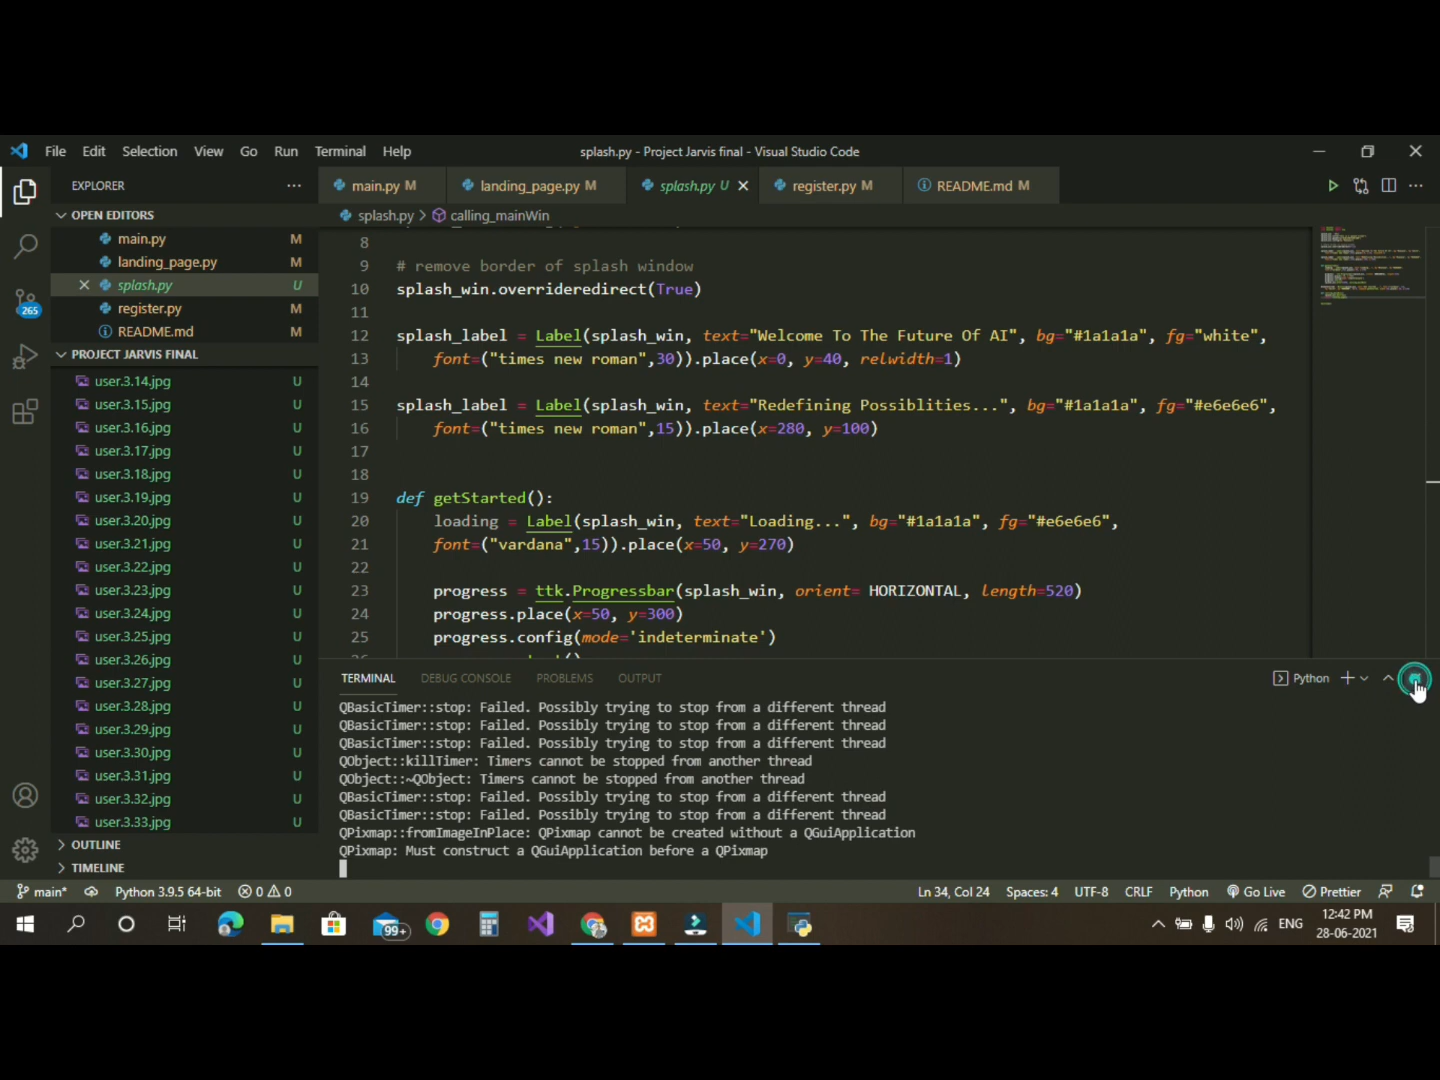 File Edit Selection View Go Run Terminal Help
splash.py - Project Jarvis final - Visual Studio Code
EXPLORER
OPEN EDITORS
main.py M
landing_page.py M
splash.py U
register.py M
README.md M
PROJECT JARVIS FINAL
user.3.14.jpg U
user.3.15.jpg U
user.3.16.jpg U
user.3.17.jpg U
user.3.18.jpg U
user.3.19.jpg U
user.3.20.jpg U
user.3.21.jpg U
user.3.22.jpg U
user.3.23.jpg U
user.3.24.jpg U
user.3.25.jpg U
user.3.26.jpg U
user.3.27.jpg U
user.3.28.jpg U
user.3.29.jpg U
user.3.30.jpg U
user.3.31.jpg U
user.3.32.jpg U
user.3.33.jpg U
OUTLINE
TIMELINE
265
main.py M landing_page.py M splash.py U register.py M README.md M
splash.py > calling_mainWin
8
9 # remove border of splash window
10 splash_win.overrideredirect(True)
11
12 splash_label = Label(splash_win, text="Welcome To The Future Of AI", bg="#1a1a1a", fg="white",
13 font=("times new roman",30)).place(x=0, y=40, relwidth=1)
14
15 splash_label = Label(splash_win, text="Redefining Possiblities...", bg="#1a1a1a", fg="#e6e6e6",
16 font=("times new roman",15)).place(x=280, y=100)
17
18
19 def getStarted():
20 loading = Label(splash_win, text="Loading...", bg="#1a1a1a", fg="#e6e6e6",
21 font=("vardana",15)).place(x=50, y=270)
22
23 progress = ttk.Progressbar(splash_win, orient= HORIZONTAL, length=520)
24 progress.place(x=50, y=300)
25 progress.config(mode='indeterminate')
TERMINAL DEBUG CONSOLE PROBLEMS OUTPUT
Python
QBasicTimer::stop: Failed. Possibly trying to stop from a different thread
QBasicTimer::stop: Failed. Possibly trying to stop from a different thread
QBasicTimer::stop: Failed. Possibly trying to stop from a different thread
QObject::killTimer: Timers cannot be stopped from another thread
QObject::~QObject: Timers cannot be stopped from another thread
QBasicTimer::stop: Failed. Possibly trying to stop from a different thread
QBasicTimer::stop: Failed. Possibly trying to stop from a different thread
QPixmap::fromImageInPlace: QPixmap cannot be created without a QGuiApplication
QPixmap: Must construct a QGuiApplication before a QPixmap
main* Python 3.9.5 64-bit 0 0 Ln 34, Col 24 Spaces: 4 UTF-8 CRLF Python Go Live Prettier
99+
ENG
12:42 PM
28-06-2021